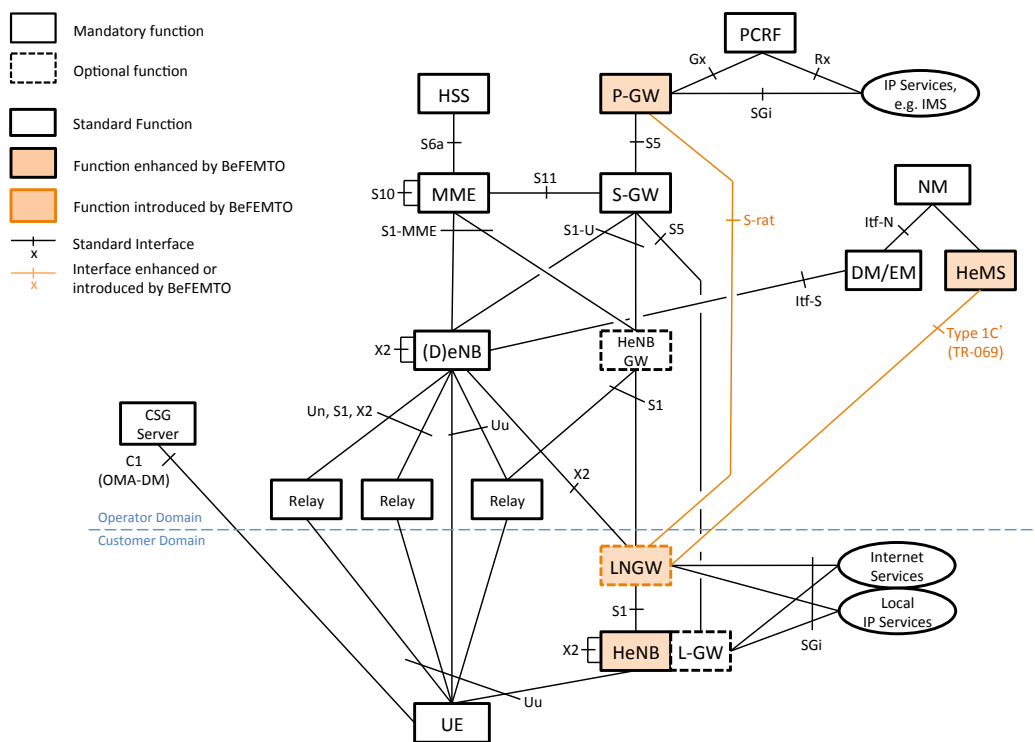 Mandatory function
Optional function
Standard Function
Function enhanced by BeFEMTO
Function introduced by BeFEMTO
x
Standard Interface
x
Interface enhanced or
introduced by BeFEMTO
PCRF
Gx
Rx
HSS
P-GW
SGi
IP Services,
e.g. IMS
S6a
S5
S10
MME
S11
S-GW
NM
S1-MME
S1-U
S5
S-rat
Itf-N
DM/EM
HeMS
Itf-S
X2
(D)eNB
HeNB
GW
Type 1C'
(TR-069)
CSG
Server
Un, S1, X2
Uu
S1
C1
(OMA-DM)
X2
Relay
Relay
Relay
Operator Domain
Customer Domain
LNGW
Internet
Services
S1
Local
IP Services
X2
HeNB
L-GW
SGi
Uu
UE